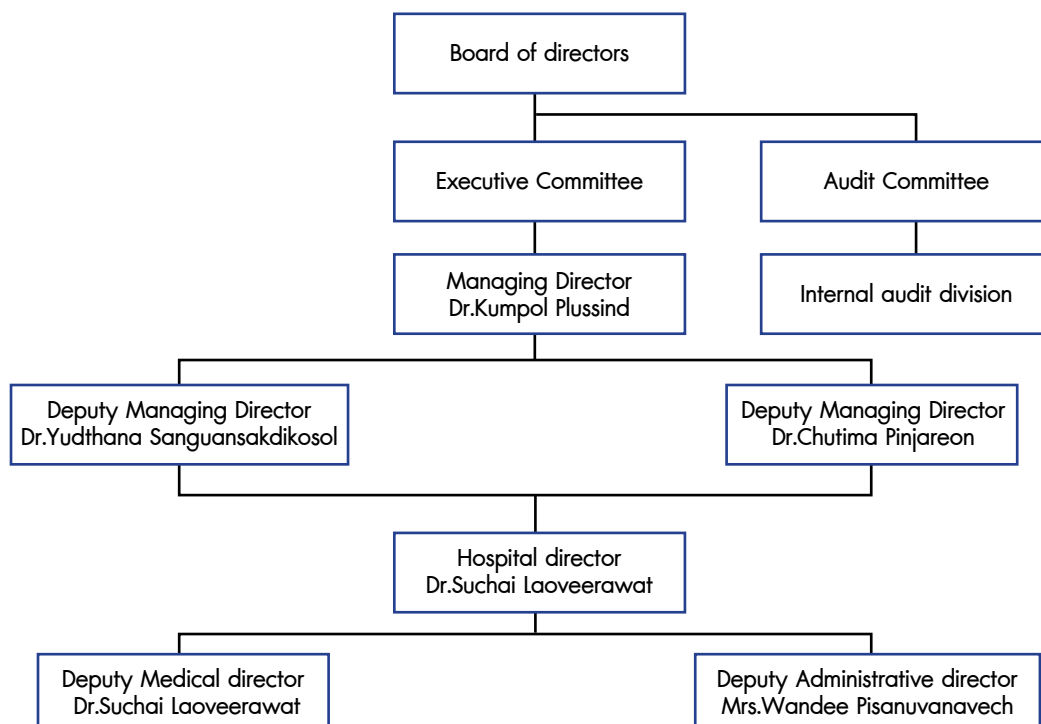 Board of directors
Executive Committee
Audit Committee
Managing Director
Dr.Kumpol Plussind
Internal audit division
Deputy Managing Director
Dr.Yudthana Sanguansakdikosol
Deputy Managing Director
Dr.Chutima Pinjareon
Hospital director
Dr.Suchai Laoveerawat
Deputy Medical director
Dr.Suchai Laoveerawat
Deputy Administrative director
Mrs.Wandee Pisanuvanavech